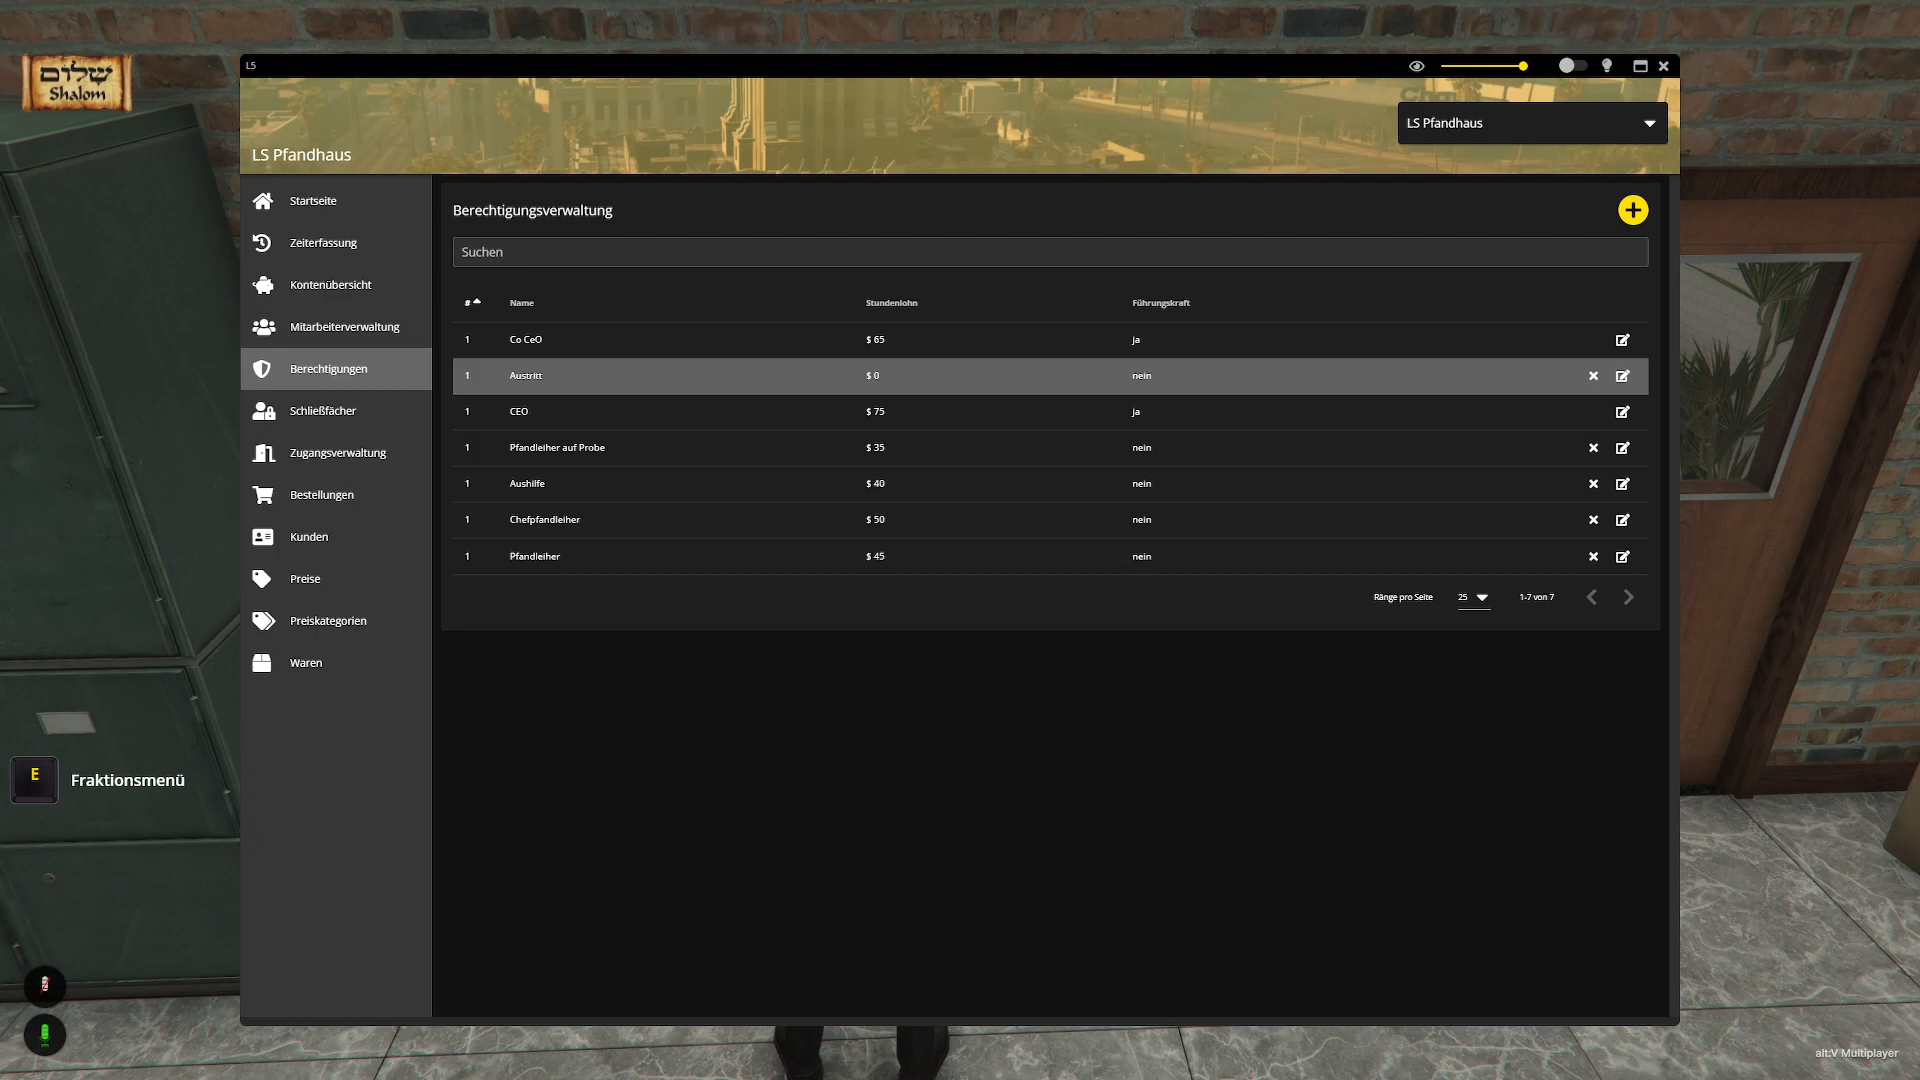 שלום
Shalom
L5
LS Pfandhaus
LS Pfandhaus
Startseite
Zeiterfassung
Kontenübersicht
Mitarbeiterverwaltung
Berechtigungen
Schließfächer
Zugangsverwaltung
Bestellungen
Kunden
Preise
Preiskategorien
Waren
Berechtigungsverwaltung
Suchen
# Name Stundenlohn Führungskraft
1 Co CeO $ 65 ja
1 Austritt $ 0 nein
1 CEO $ 75 ja
1 Pfandleiher auf Probe $ 35 nein
1 Aushilfe $ 40 nein
1 Chefpfandleiher $ 50 nein
1 Pfandleiher $ 45 nein
Ränge pro Seite 25 1-7 von 7
E Fraktionsmenü
alt:V Multiplayer